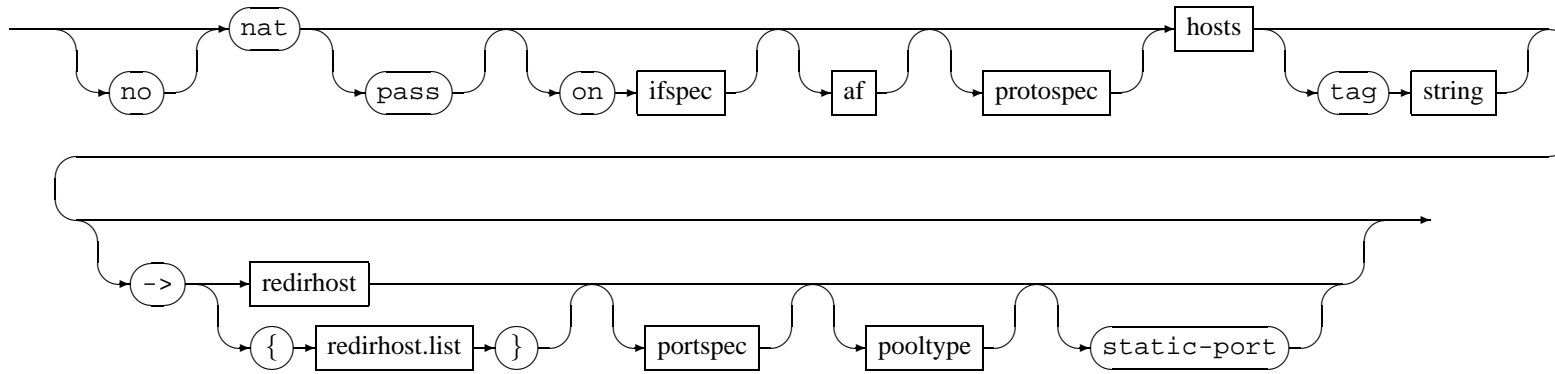 nat hosts
no pass on ifspec af protospec tag string
-> redirhost
{ redirhost.list } portspec pooltype static-port